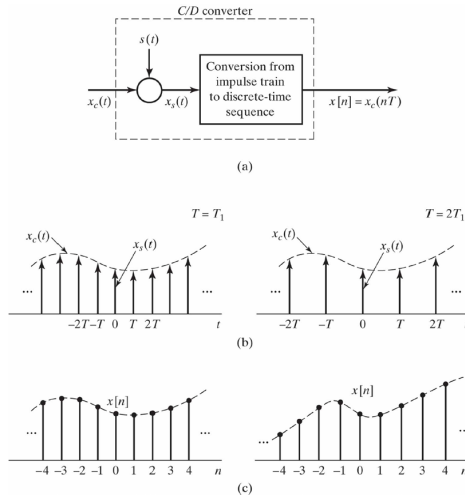 C/D converter
s(t)
Conversion from
impulse train
to discrete-time
sequence
x_c(t)
x_s(t)
x[n] = x_c(nT)
(a)
T = T_1
T = 2T_1
x_c(t)
x_s(t)
x_c(t)
x_s(t)
...
...
...
...
-2T -T 0 T 2T t
-2T -T 0 T 2T t
(b)
x[n]
x[n]
...
...
...
...
-4 -3 -2 -1 0 1 2 3 4 n
-4 -3 -2 -1 0 1 2 3 4 n
(c)